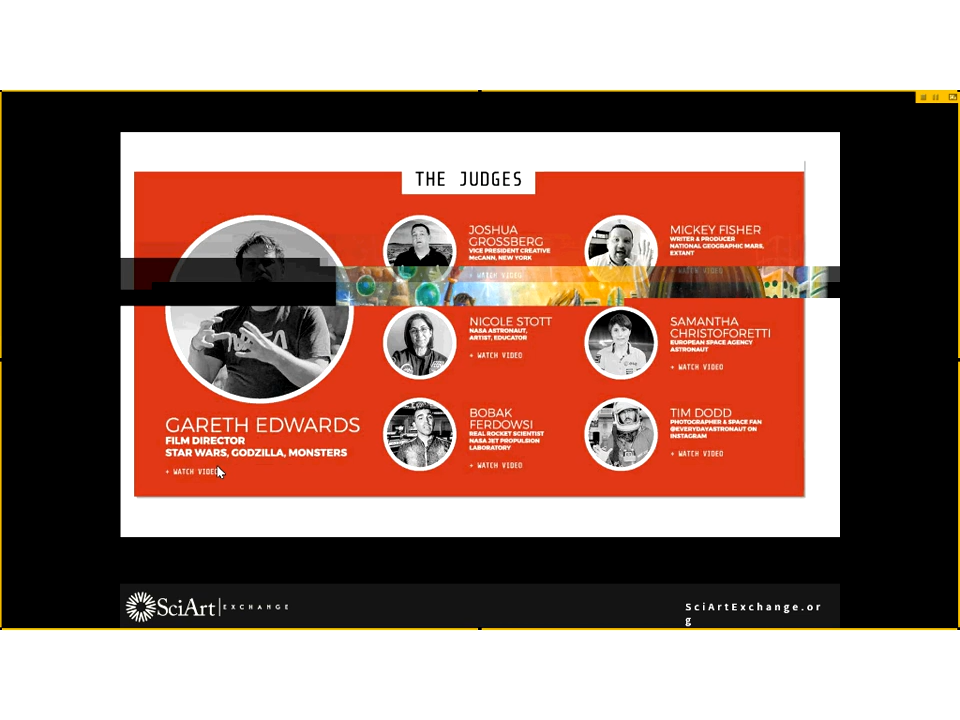 THE JUDGES
JOSHUA
GROSSBERG
VICE PRESIDENT CREATIVE
McCANN, NEW YORK
+ WATCH VIDEO
MICKEY FISHER
WRITER & PRODUCER
NATIONAL GEOGRAPHIC MARS,
EXTANT
+ WATCH VIDEO
NICOLE STOTT
NASA ASTRONAUT,
ARTIST, EDUCATOR
+ WATCH VIDEO
SAMANTHA
CHRISTOFORETTI
EUROPEAN SPACE AGENCY
ASTRONAUT
+ WATCH VIDEO
GARETH EDWARDS
FILM DIRECTOR
STAR WARS, GODZILLA, MONSTERS
+ WATCH VIDEO
BOBAK
FERDOWSI
REAL ROCKET SCIENTIST
NASA JET PROPULSION
LABORATORY
+ WATCH VIDEO
TIM DODD
PHOTOGRAPHER & SPACE FAN
@EVERYDAYASTRONAUT ON
INSTAGRAM
+ WATCH VIDEO
SciArt EXCHANGE
SciArtExchange.or
g